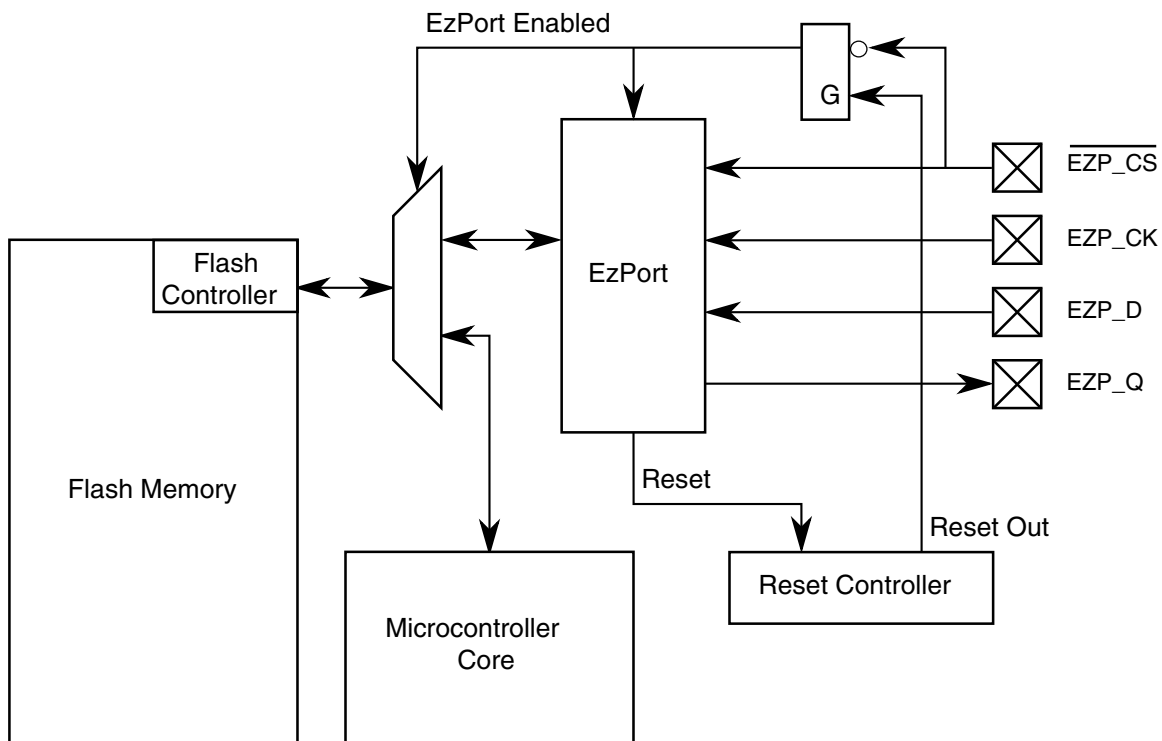 EzPort Enabled
G
EZP_CS
EZP_CK
EZP_D
EZP_Q
Flash
Controller
EzPort
Flash Memory
Reset
Reset Out
Reset Controller
Microcontroller
Core